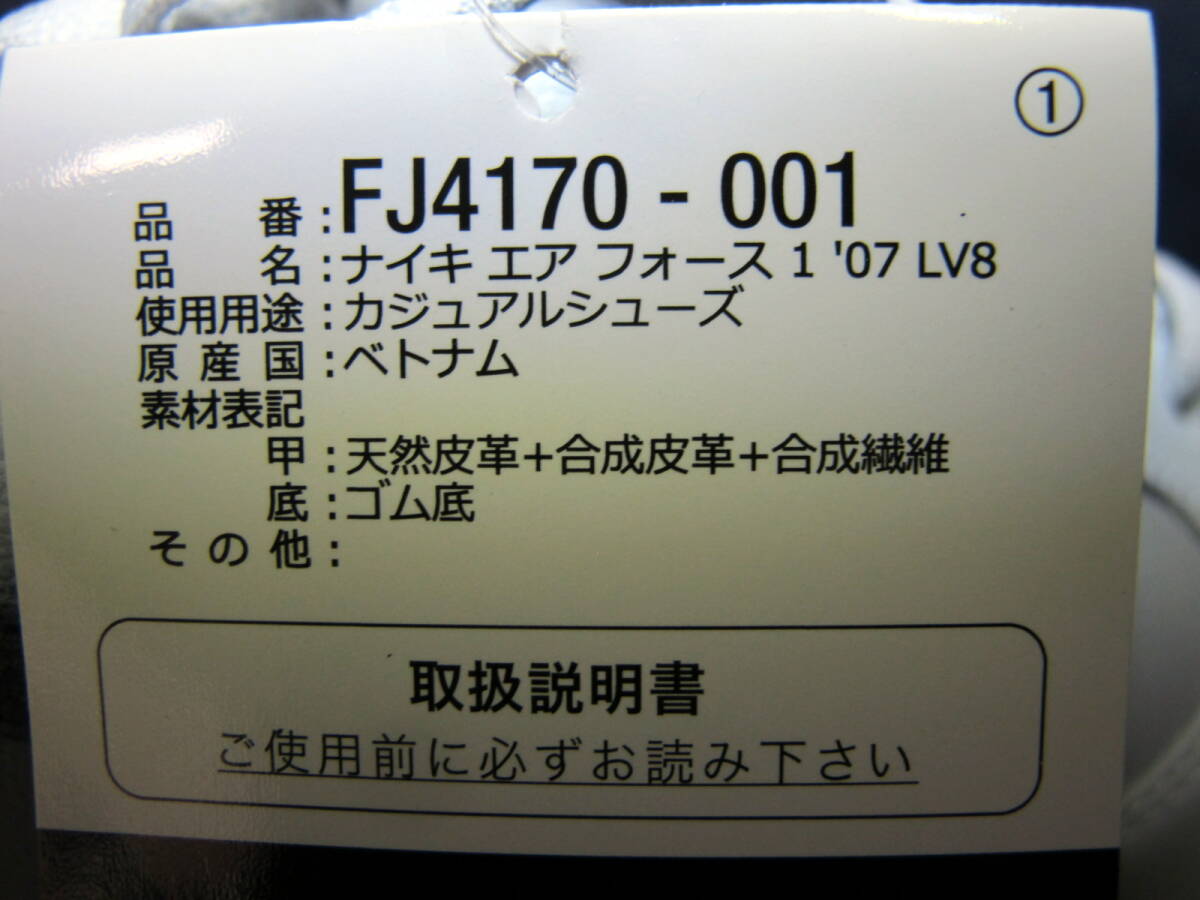 ①
品番:FJ4170-001
品名:ナイキ エア フォース 1 '07 LV8
使用用途:カジュアルシューズ
原産国:ベトナム
素材表記
甲:天然皮革+合成皮革+合成繊維
底:ゴム底
その他:
取扱説明書
ご使用前に必ずお読み下さい